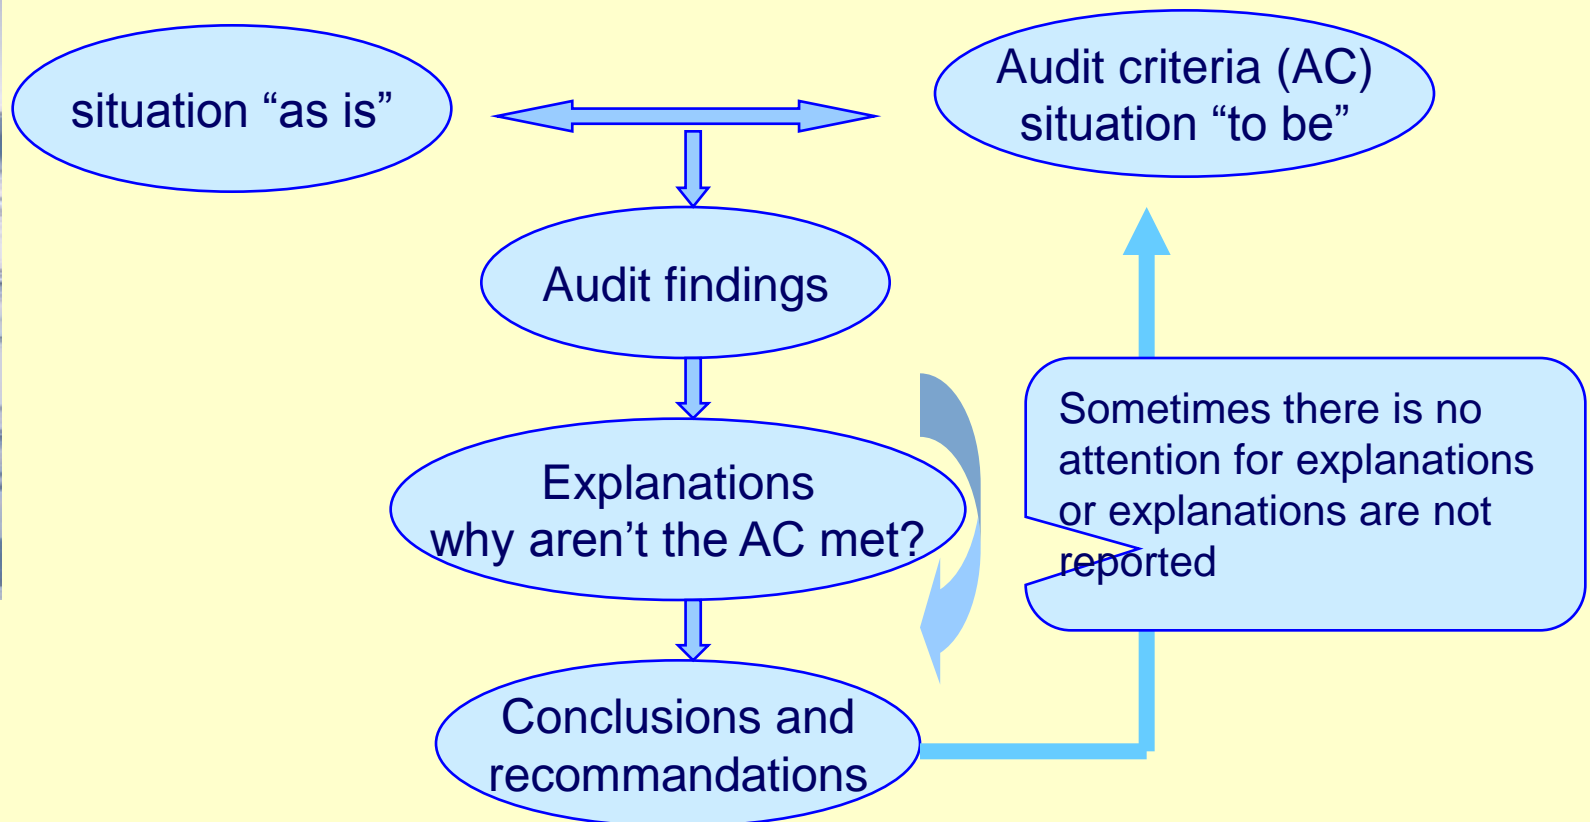 situation “as is”
Audit criteria (AC)
situation “to be”
Audit findings
Explanations
why aren’t the AC met?
Sometimes there is no
attention for explanations
or explanations are not
reported
Conclusions and
recommandations